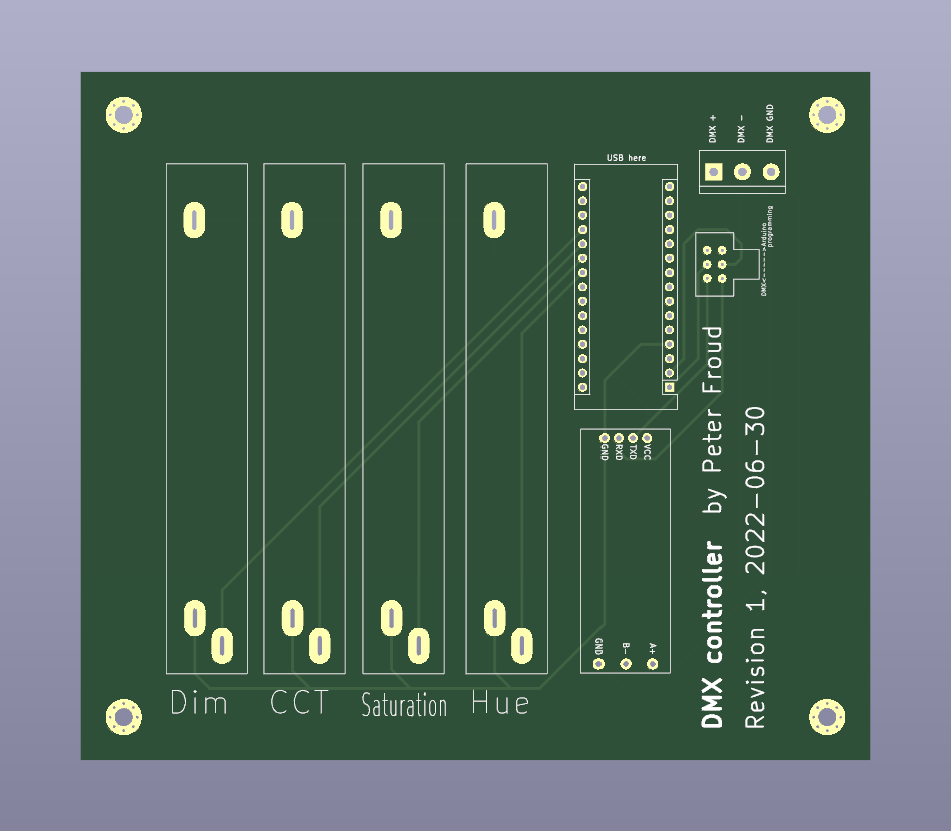 DMX +
DMX -
DMX GND
USB here
DMX<----->Arduino
programming
GND
RXD
TXD
VCC
GND
B-
A+
DMX controller by Peter Froud
Revision 1, 2022-06-30
Dim
CCT
Saturation
Hue